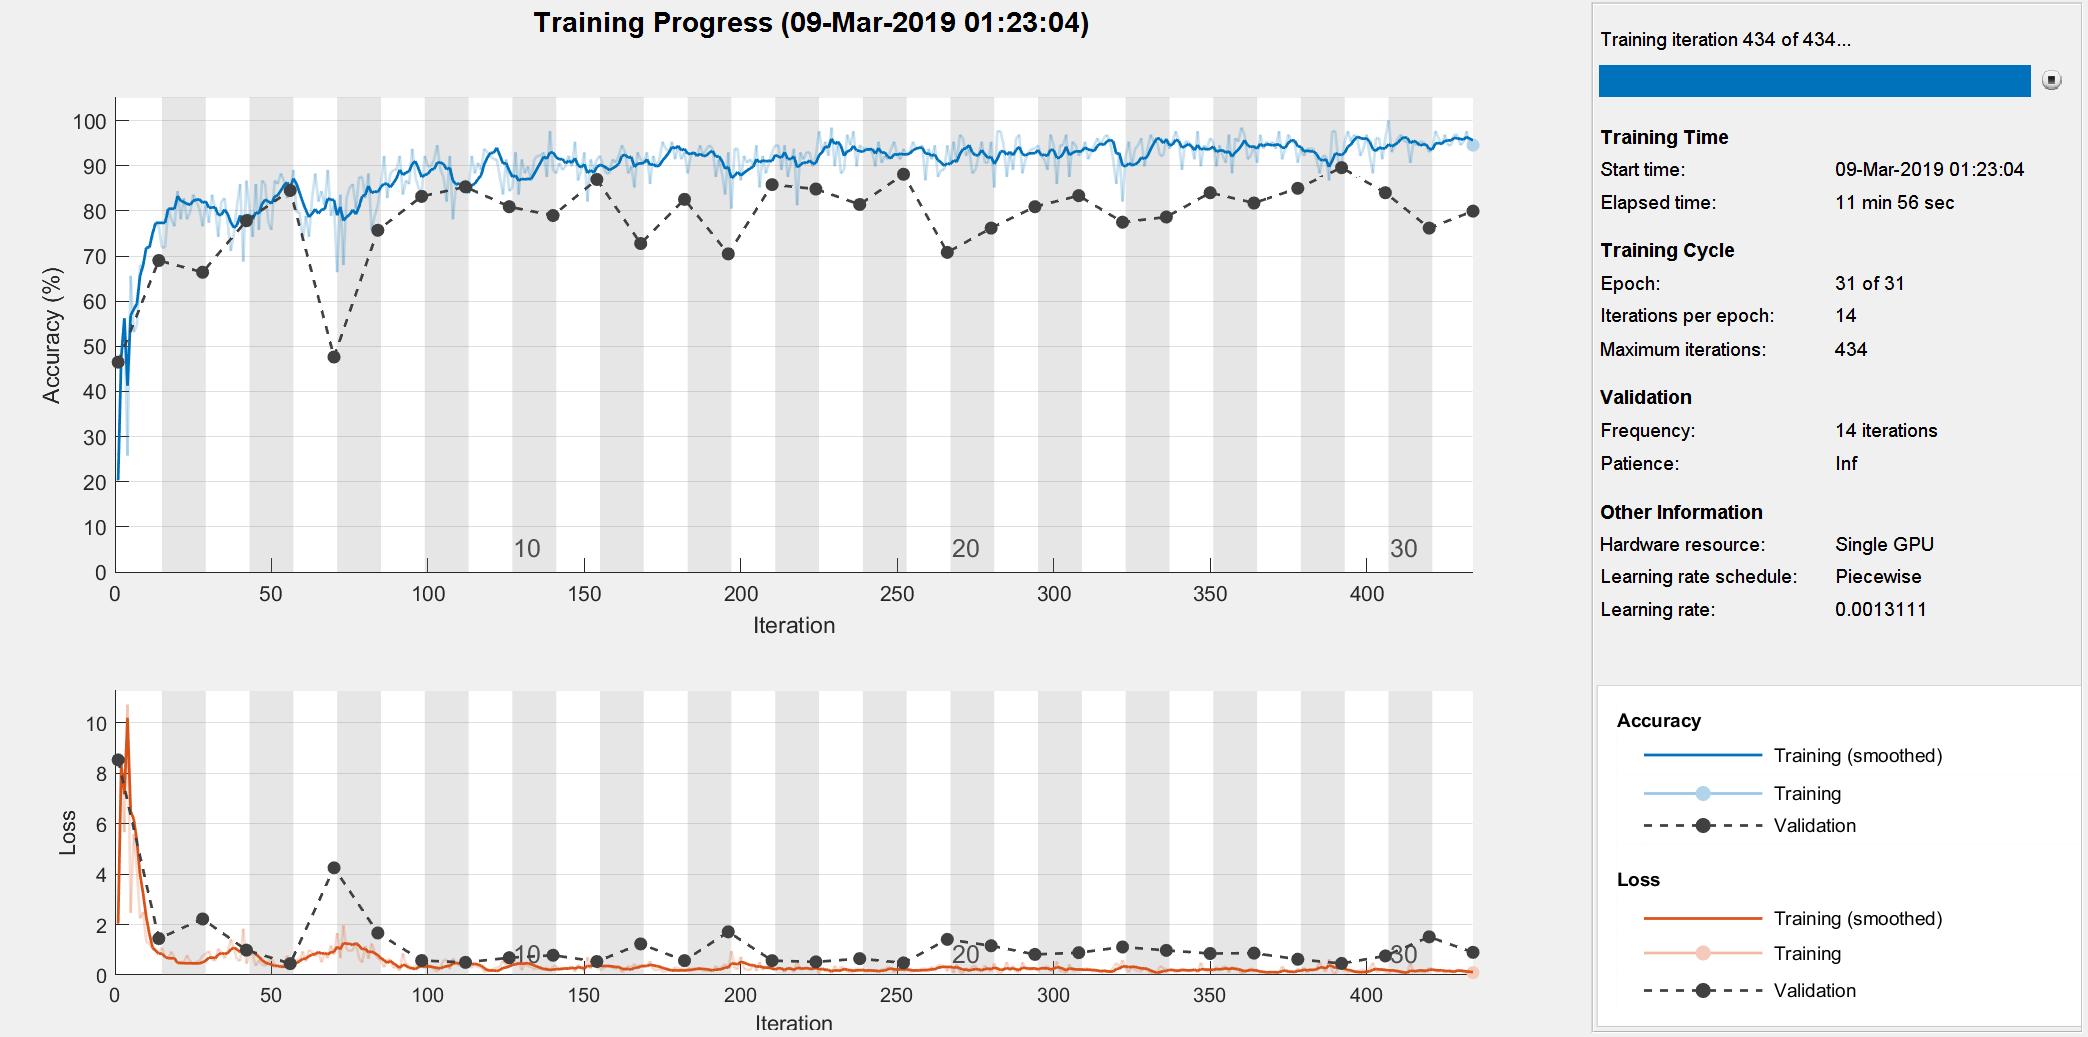 Training Progress (09-Mar-2019 01:23:04)
100
90
80
70
60
50
40
30
20
10
0
Accuracy (%)
10
20
30
0 50 100 150 200 250 300 350 400
Iteration
10
8
6
4
2
0
Loss
10
20
30
0 50 100 150 200 250 300 350 400
Iteration
Training iteration 434 of 434...
Training Time
Start time: 09-Mar-2019 01:23:04
Elapsed time: 11 min 56 sec
Training Cycle
Epoch: 31 of 31
Iterations per epoch: 14
Maximum iterations: 434
Validation
Frequency: 14 iterations
Patience: Inf
Other Information
Hardware resource: Single GPU
Learning rate schedule: Piecewise
Learning rate: 0.0013111
Accuracy
Training (smoothed)
Training
Validation
Loss
Training (smoothed)
Training
Validation